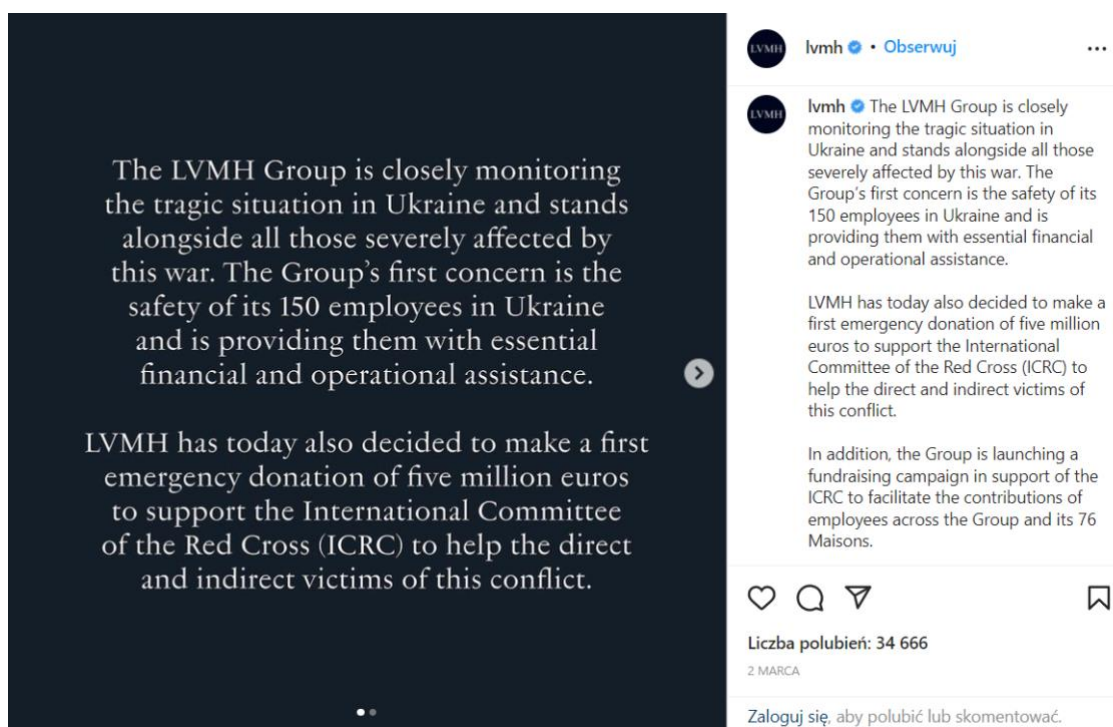 The LVMH Group is closely monitoring
the tragic situation in Ukraine and stands
alongside all those severely affected by
this war. The Group’s first concern is the
safety of its 150 employees in Ukraine
and is providing them with essential
financial and operational assistance.
LVMH has today also decided to make a first
emergency donation of five million euros
to support the International Committee
of the Red Cross (ICRC) to help the direct
and indirect victims of this conflict.
LVMH
lvmh • Obserwuj
LVMH
lvmh The LVMH Group is closely
monitoring the tragic situation in
Ukraine and stands alongside all those
severely affected by this war. The
Group’s first concern is the safety of its
150 employees in Ukraine and is
providing them with essential financial
and operational assistance.
LVMH has today also decided to make a
first emergency donation of five million
euros to support the International
Committee of the Red Cross (ICRC) to
help the direct and indirect victims of
this conflict.
In addition, the Group is launching a
fundraising campaign in support of the
ICRC to facilitate the contributions of
employees across the Group and its 76
Maisons.
Liczba polubień: 34 666
2 MARCA
Zaloguj się, aby polubić lub skomentować.